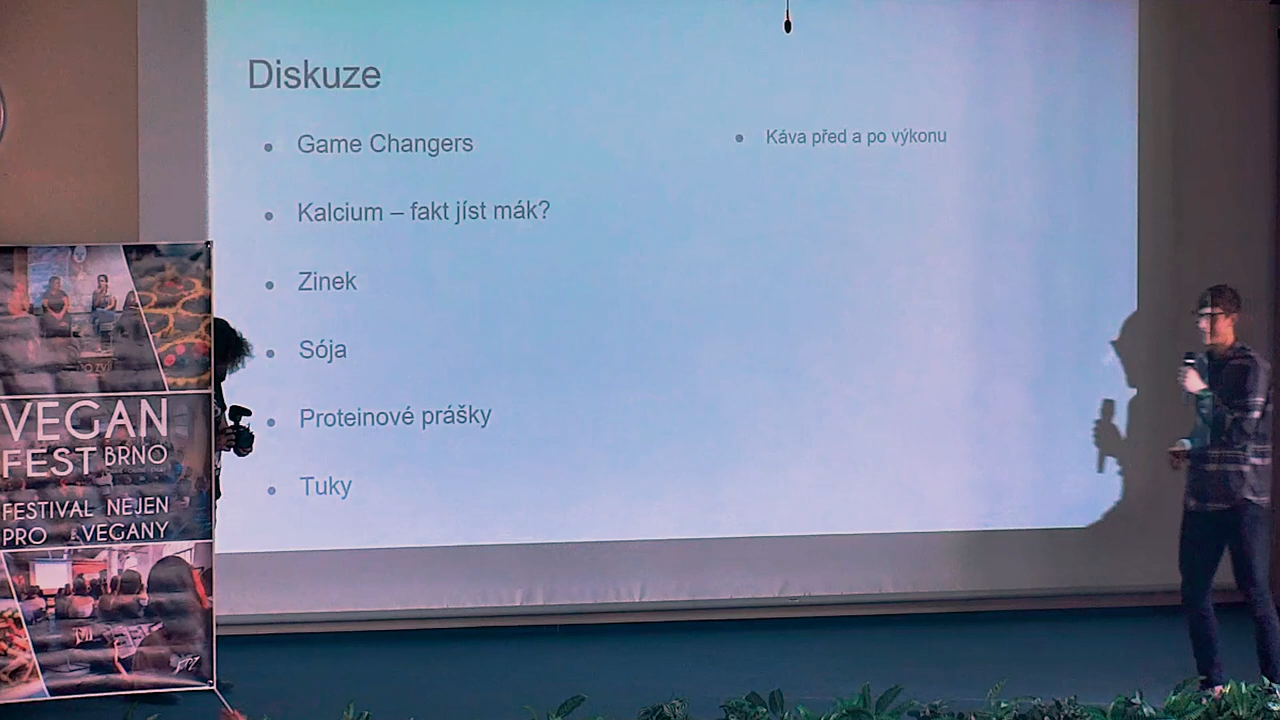 Diskuze
Game Changers
Kalcium – fakt jíst mák?
Zinek
Sója
Proteinové prášky
Tuky
Káva před a po výkonu
VEGAN
FEST BRNO
FESTIVAL NEJEN
PRO VEGANY